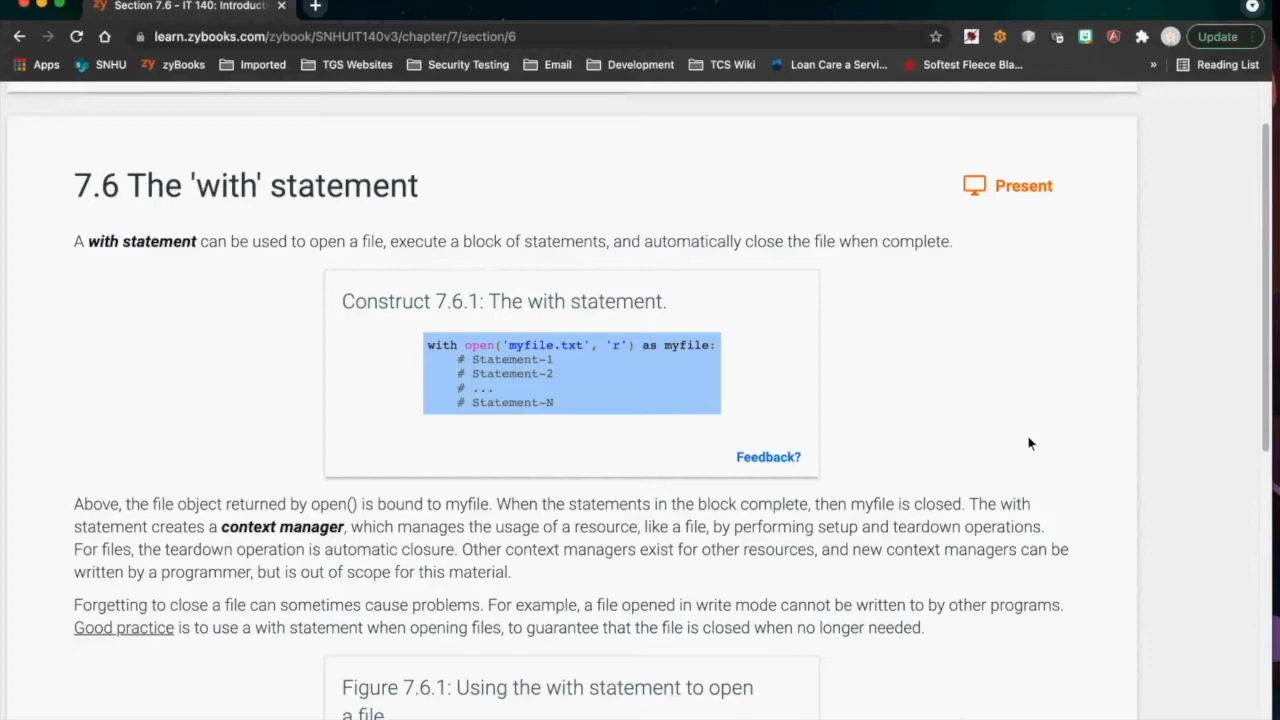 Section 7.6 - IT 140: Introducti
learn.zybooks.com/zybook/SNHUIT140v3/chapter/7/section/6
Update
Apps SNHU zyBooks Imported TGS Websites Security Testing Email Development TCS Wiki Loan Care a Servi... Softest Fleece Bla... » Reading List
7.6 The 'with' statement
Present
A with statement can be used to open a file, execute a block of statements, and automatically close the file when complete.
Construct 7.6.1: The with statement.
with open('myfile.txt', 'r') as myfile:
# Statement-1
# Statement-2
# ...
# Statement-N
Feedback?
Above, the file object returned by open() is bound to myfile. When the statements in the block complete, then myfile is closed. The with
statement creates a context manager, which manages the usage of a resource, like a file, by performing setup and teardown operations.
For files, the teardown operation is automatic closure. Other context managers exist for other resources, and new context managers can be
written by a programmer, but is out of scope for this material.
Forgetting to close a file can sometimes cause problems. For example, a file opened in write mode cannot be written to by other programs.
Good practice is to use a with statement when opening files, to guarantee that the file is closed when no longer needed.
Figure 7.6.1: Using the with statement to open
a file